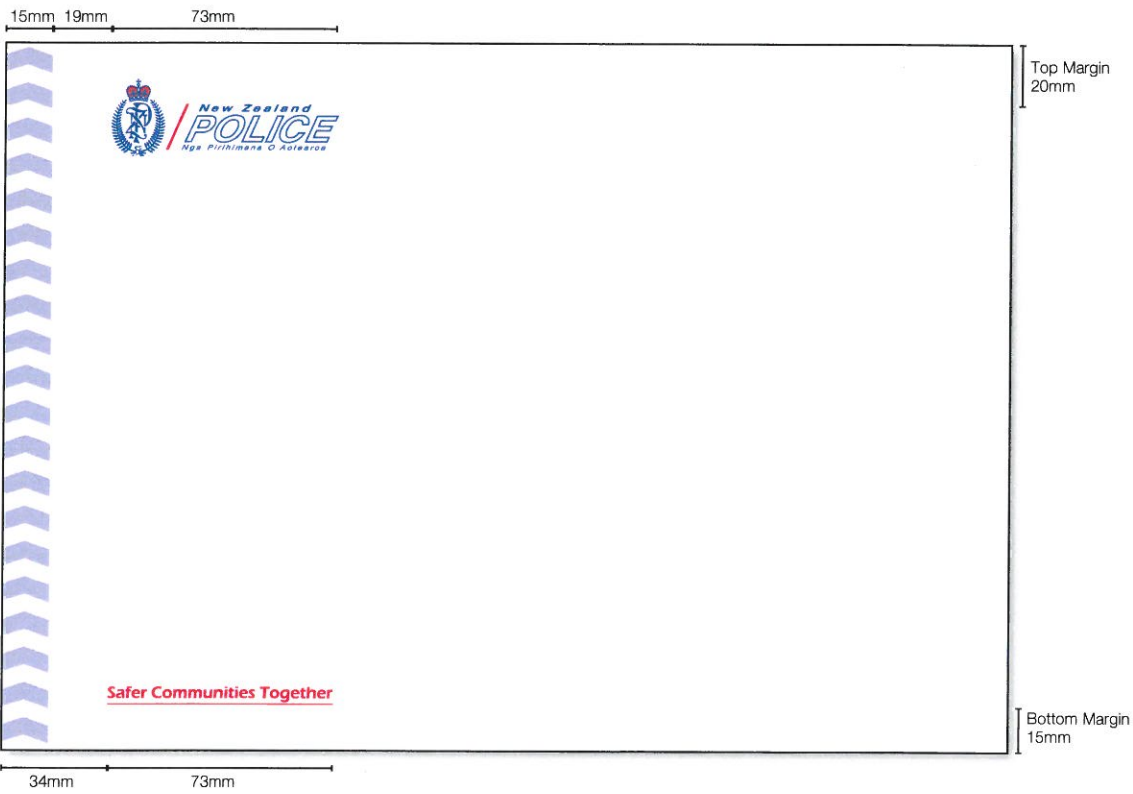 15mm 19mm 73mm
Top Margin
20mm
New Zealand
POLICE
Nga Pirihimana O Aotearoa
Safer Communities Together
Bottom Margin
15mm
34mm 73mm